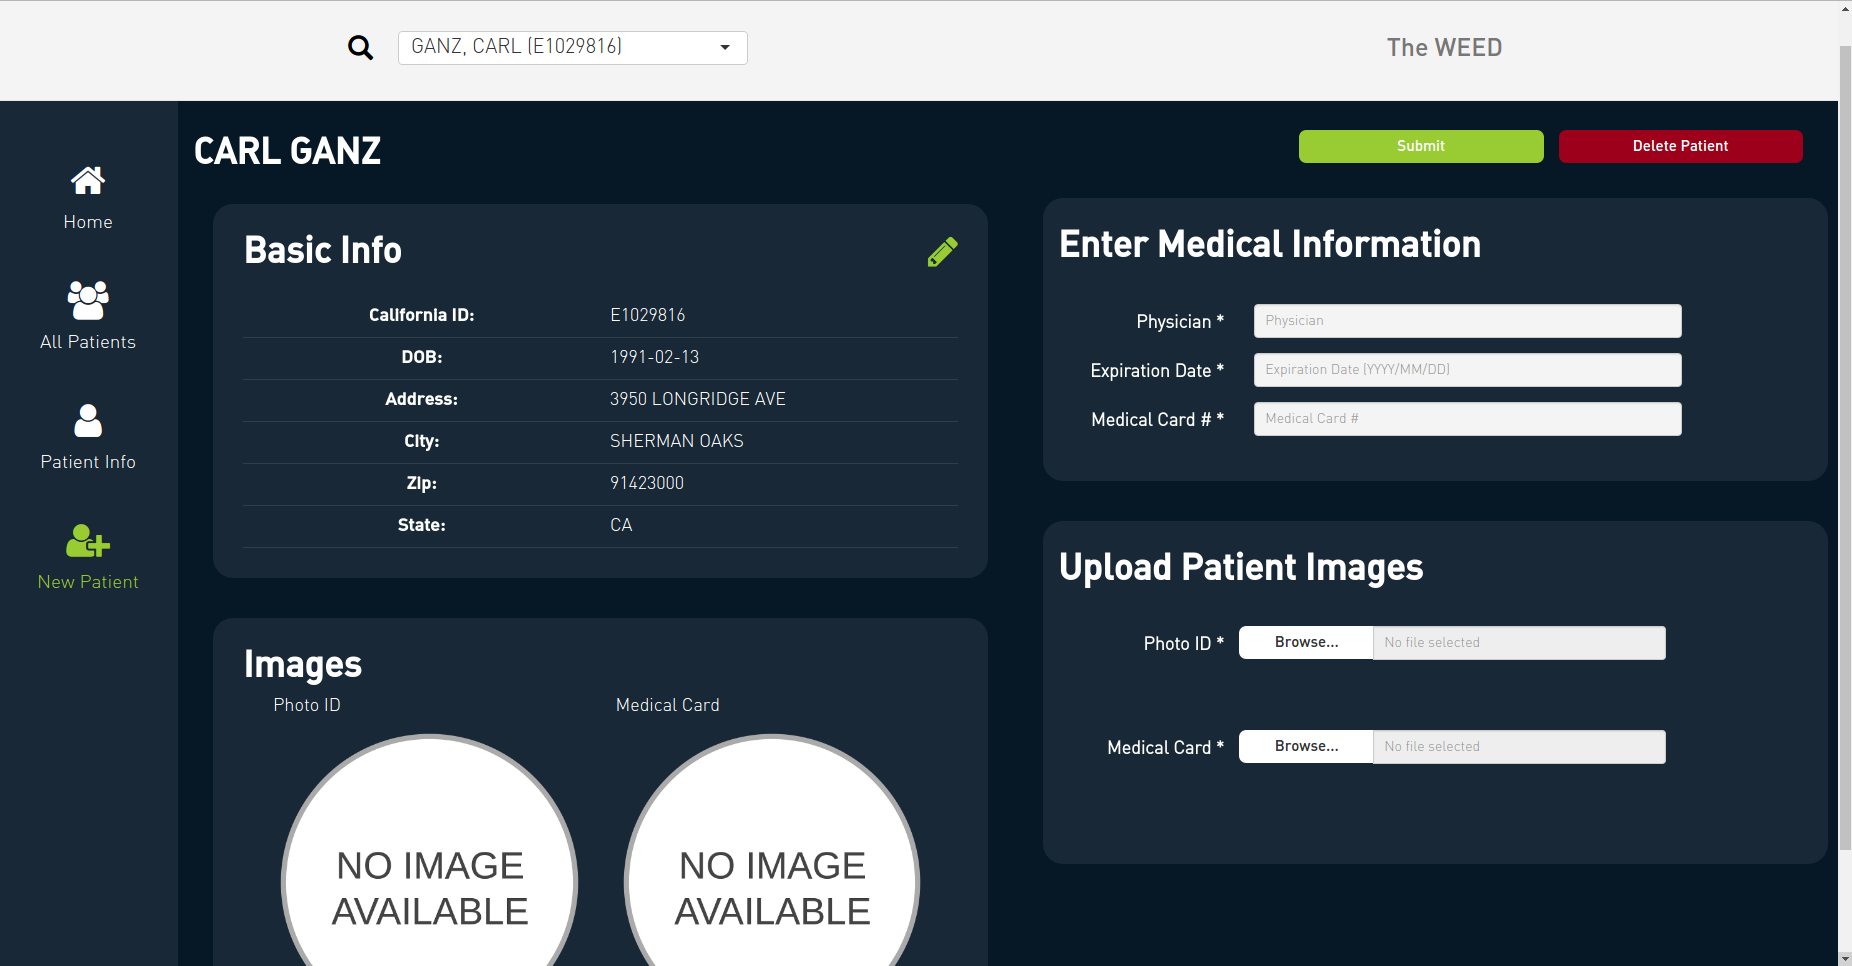 GANZ, CARL (E1029816)
The WEED
Home
All Patients
Patient Info
New Patient
CARL GANZ
Submit
Delete Patient
Basic Info
California ID: E1029816
DOB: 1991-02-13
Address: 3950 LONGRIDGE AVE
City: SHERMAN OAKS
Zip: 91423000
State: CA
Images
Photo ID
Medical Card
NO IMAGE
AVAILABLE
NO IMAGE
AVAILABLE
Enter Medical Information
Physician * Physician
Expiration Date * Expiration Date (YYYY/MM/DD)
Medical Card # * Medical Card #
Upload Patient Images
Photo ID * Browse... No file selected
Medical Card * Browse... No file selected